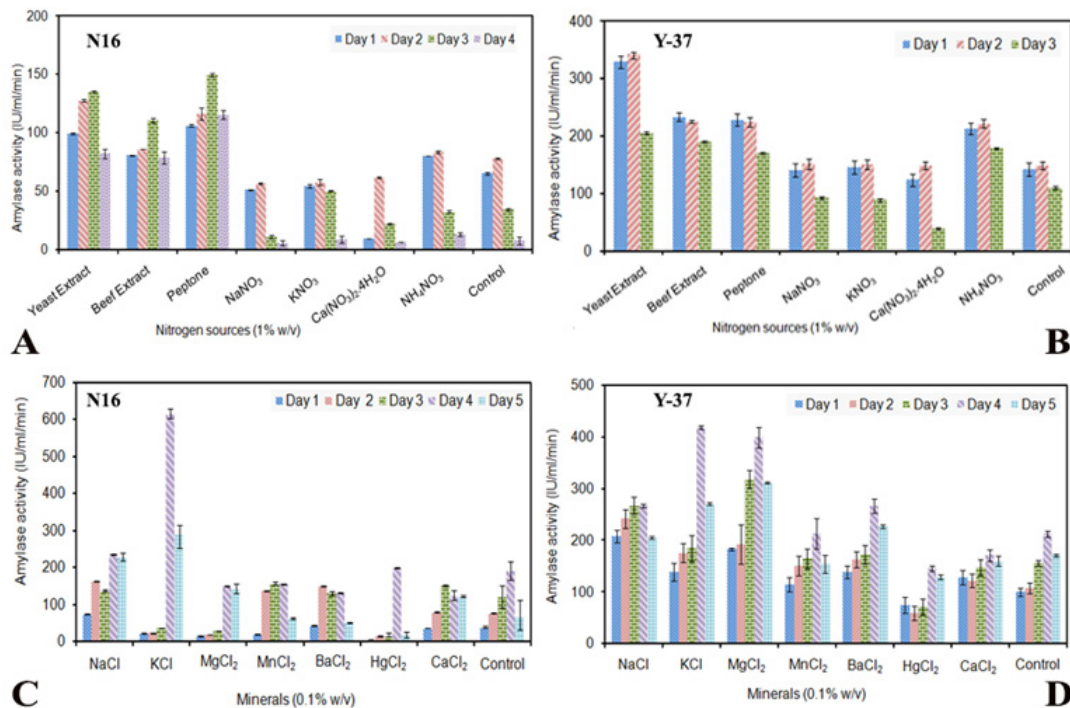 N16
Day 1 Day 2 Day 3 Day 4
Amylase activity (IU/ml/min)
200
150
100
50
0
Yeast Extract
Beef Extract
Peptone
NaNO₃
KNO₃
Ca(NO₃)₂·4H₂O
NH₄NO₃
Control
Nitrogen sources (1% w/v)
A
Y-37
Day 1 Day 2 Day 3
Amylase activity (IU/ml/min)
400
300
200
100
0
Yeast Extract
Beef Extract
Peptone
NaNO₃
KNO₃
Ca(NO₃)₂·4H₂O
NH₄NO₃
Control
Nitrogen sources (1% w/v)
B
N16
Day 1 Day 2 Day 3 Day 4 Day 5
Amylase activity (IU/ml/min)
700
600
500
400
300
200
100
0
NaCl KCl MgCl₂ MnCl₂ BaCl₂ HgCl₂ CaCl₂ Control
Minerals (0.1% w/v)
C
Y-37
Day 1 Day 2 Day 3 Day 4 Day 5
Amylase activity (IU/ml/min)
500
400
300
200
100
0
NaCl KCl MgCl₂ MnCl₂ BaCl₂ HgCl₂ CaCl₂ Control
Minerals (0.1% w/v)
D